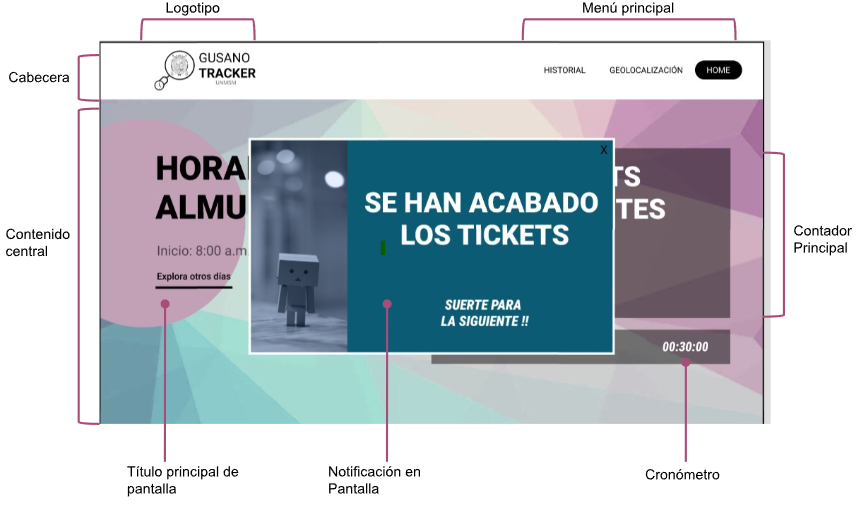 Logotipo
Menú principal
Cabecera
GUSANO
TRACKER
UNMSM
HISTORIAL
GEOLOCALIZACIÓN
HOME
Contenido
central
HORA
ALMU
Inicio: 8:00 a.m
Explora otros días
X
SE HAN ACABADO
LOS TICKETS
SUERTE PARA
LA SIGUIENTE !!
TS
TES
00:30:00
Contador
Principal
Título principal de
pantalla
Notificación en
Pantalla
Cronómetro